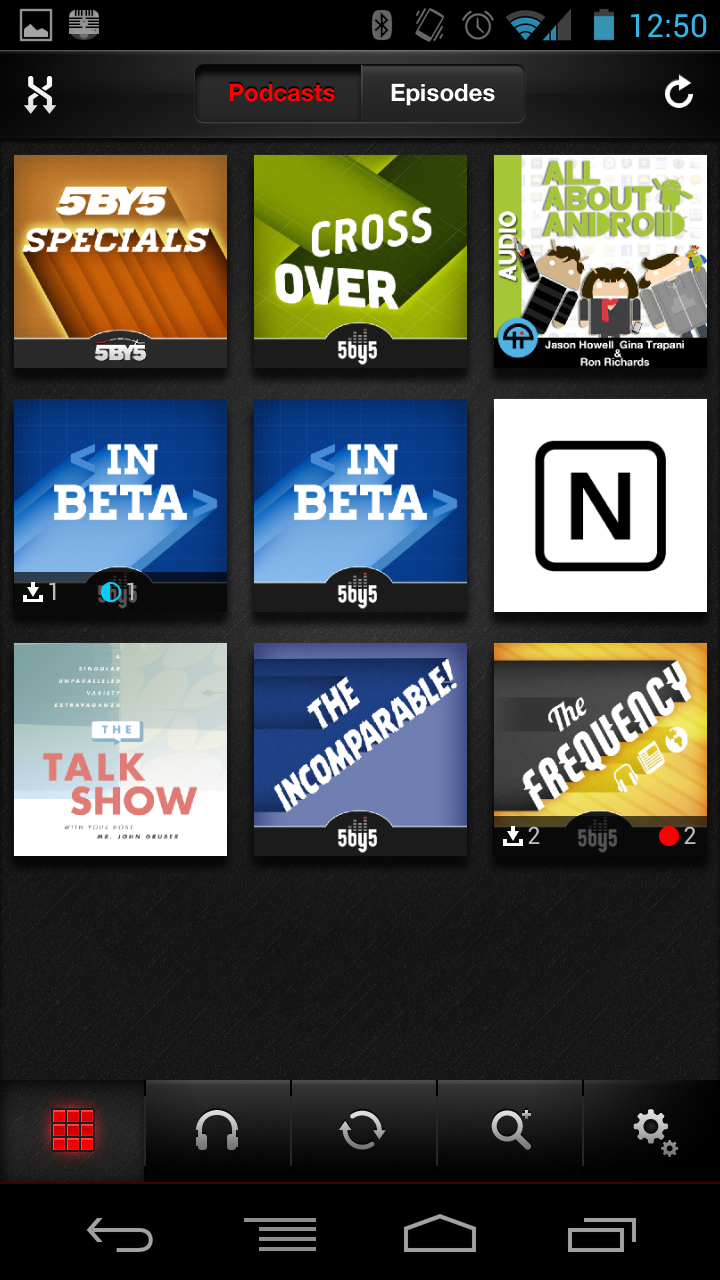 12:50
Podcasts
Episodes
5BY5
SPECIALS
5BY5
CROSS
OVER
5by5
ALL
ABOUT
ANDROID
AUDIO
Jason Howell Gina Trapani
&
Ron Richards
< IN
BETA >
1
1
5by5
< IN
BETA >
5by5
N
A
SINGULAR
UNPARALLELED
VARIETY
EXTRAVAGANZA
THE
TALK
SHOW
WITH YOUR HOST
MR. JOHN GRUBER
THE
INCOMPARABLE!
5by5
The
FREQUENCY
2
5by5
2